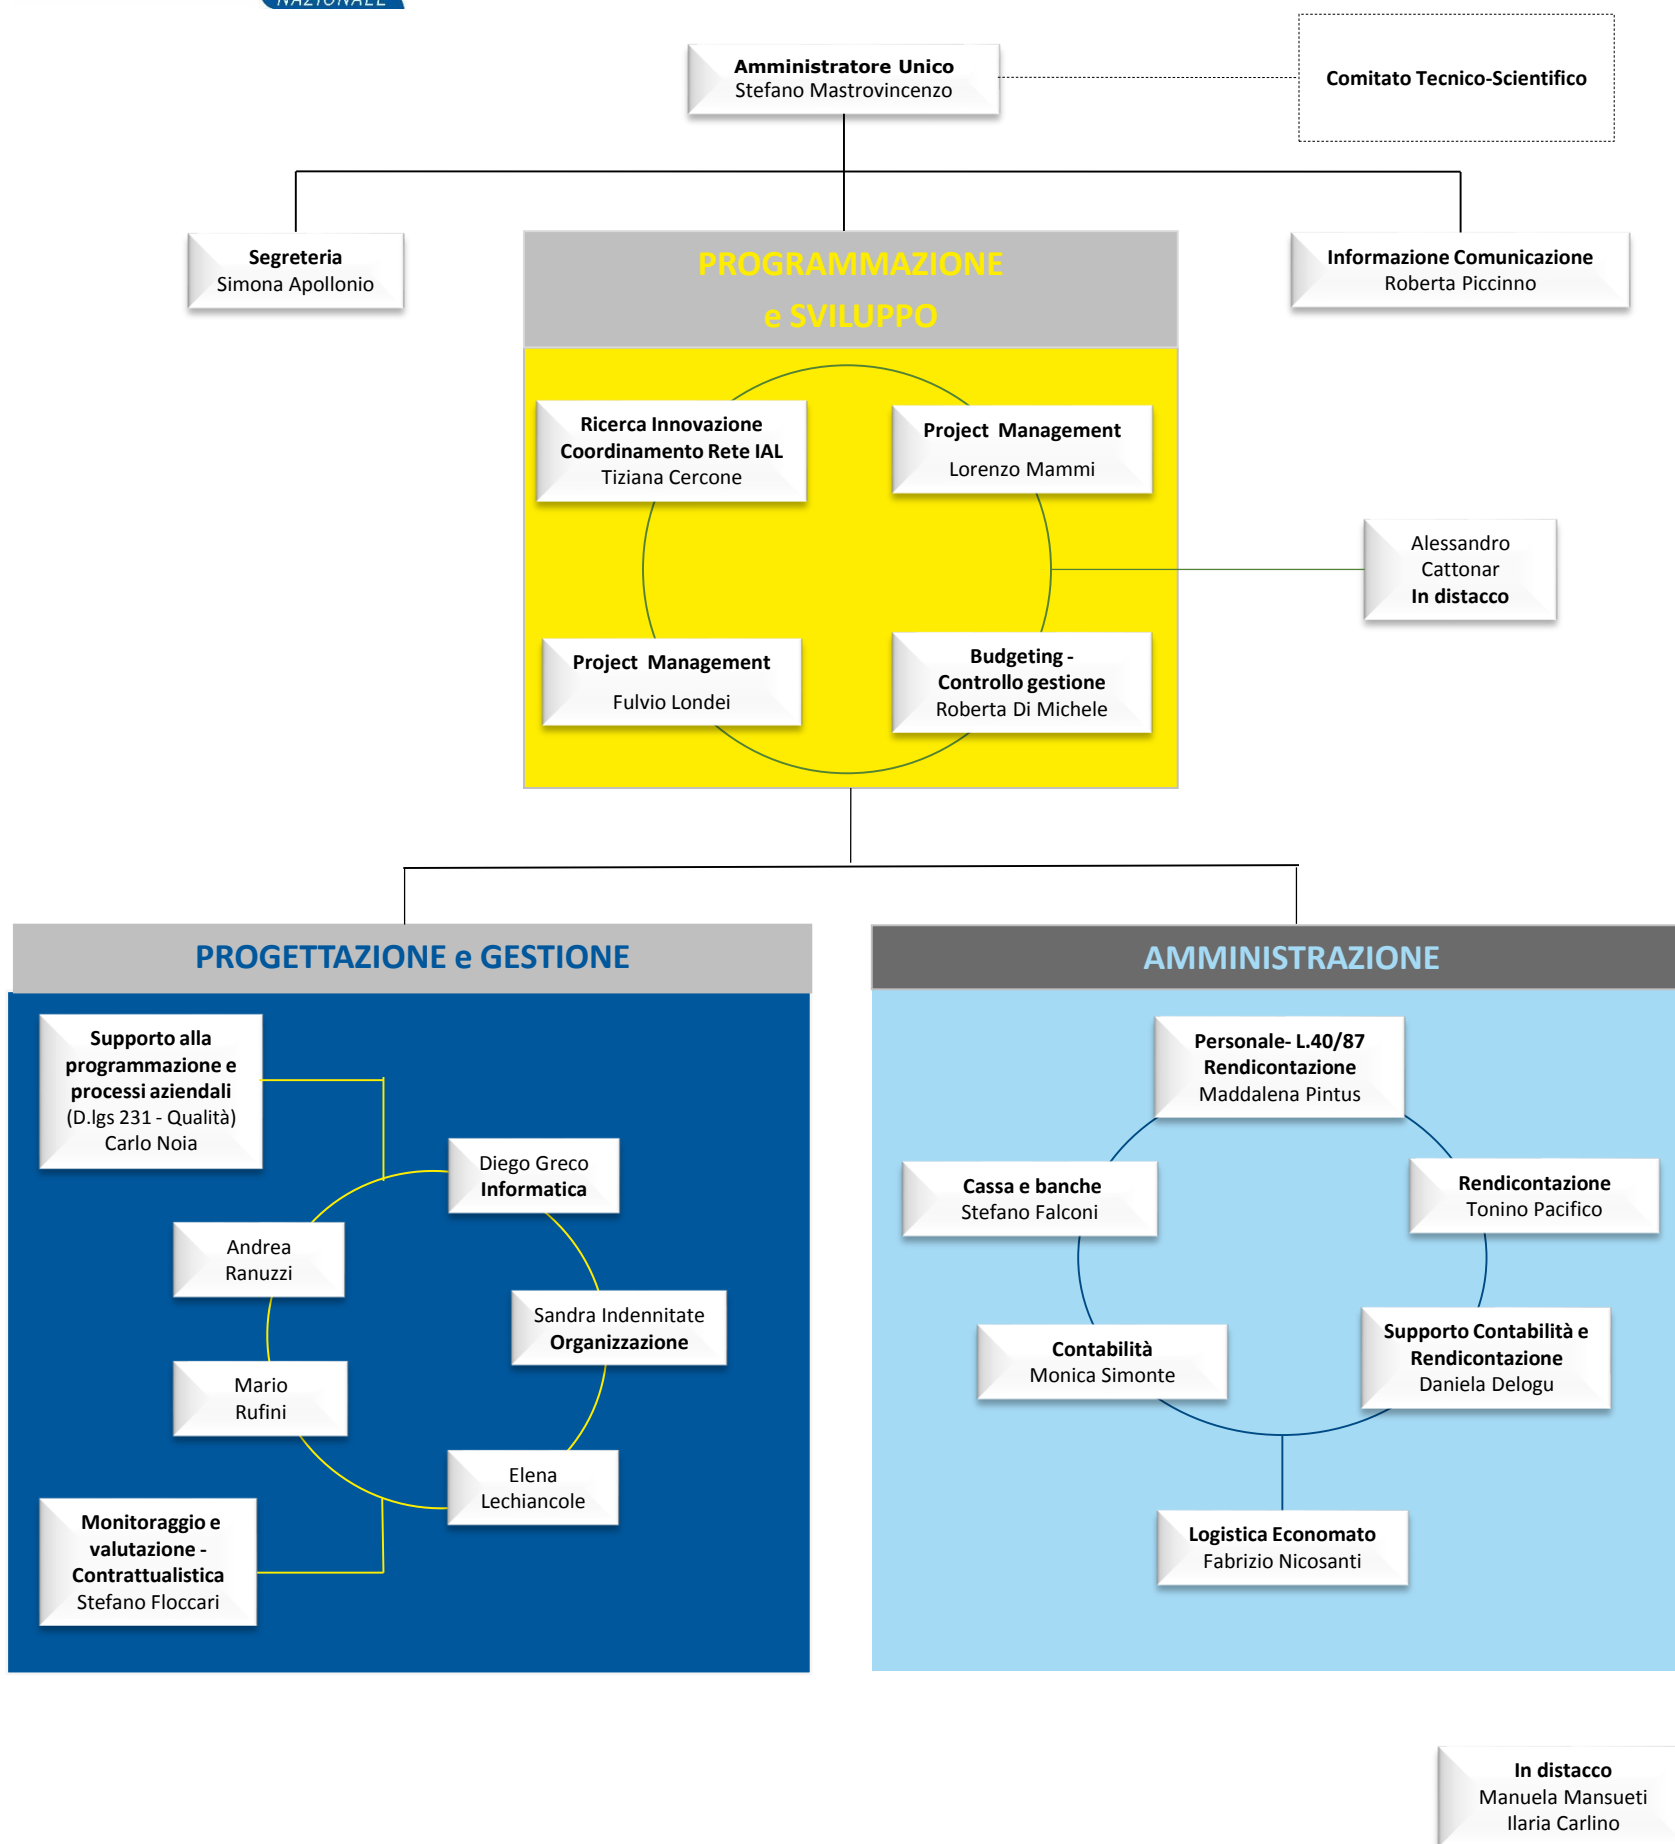 NAZIONALE
Amministratore Unico
Stefano Mastrovincenzo
Comitato Tecnico-Scientifico
Segreteria
Simona Apollonio
Informazione Comunicazione
Roberta Piccinno
PROGRAMMAZIONE
e SVILUPPO
Ricerca Innovazione
Coordinamento Rete IAL
Tiziana Cercone
Project Management
Lorenzo Mammi
Alessandro
Cattonar
In distacco
Project Management
Fulvio Londei
Budgeting -
Controllo gestione
Roberta Di Michele
PROGETTAZIONE e GESTIONE
Supporto alla
programmazione e
processi aziendali
(D.lgs 231 - Qualità)
Carlo Noia
Diego Greco
Informatica
Andrea
Ranuzzi
Sandra Indennitate
Organizzazione
Mario
Rufini
Elena
Lechiancole
Monitoraggio e
valutazione -
Contrattualistica
Stefano Floccari
AMMINISTRAZIONE
Personale- L.40/87
Rendicontazione
Maddalena Pintus
Cassa e banche
Stefano Falconi
Rendicontazione
Tonino Pacifico
Contabilità
Monica Simonte
Supporto Contabilità e
Rendicontazione
Daniela Delogu
Logistica Economato
Fabrizio Nicosanti
In distacco
Manuela Mansueti
Ilaria Carlino